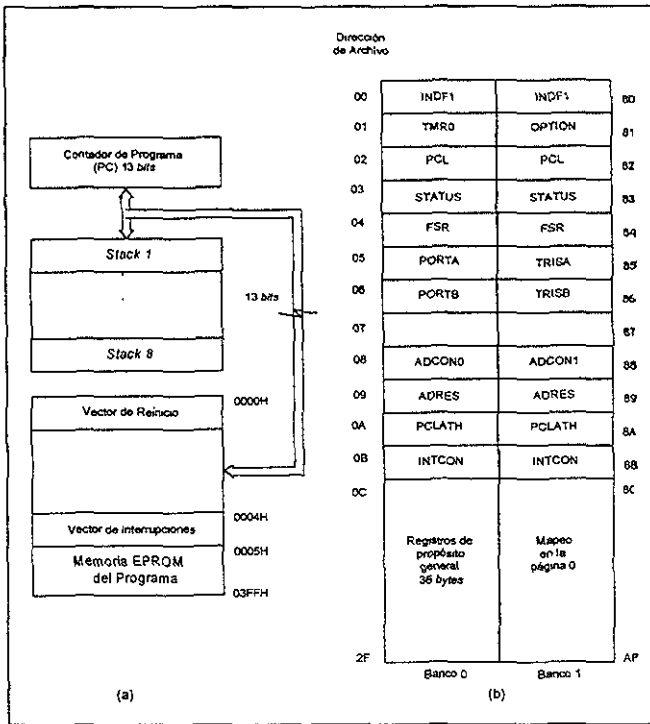 Dirección
de Archivo
Contador de Programa
(PC) 13 bits
Stack 1
Stack 8
13 bits
Vector de Reinicio
0000H
Vector de interrupciones
0004H
0005H
Memoria EPROM
del Programa
03FFH
(a)
00 INDF1 INDF1 80
01 TMR0 OPTION 81
02 PCL PCL 82
03 STATUS STATUS 83
04 FSR FSR 84
05 PORTA TRISA 85
06 PORTB TRISB 86
07 87
08 ADCON0 ADCON1 88
09 ADRES ADRES 89
0A PCLATH PCLATH 8A
0B INTCON INTCON 8B
0C 8C
Registros de
propósito
general
36 bytes
Mapeo
en la
página 0
2F AF
Banco 0 Banco 1
(b)